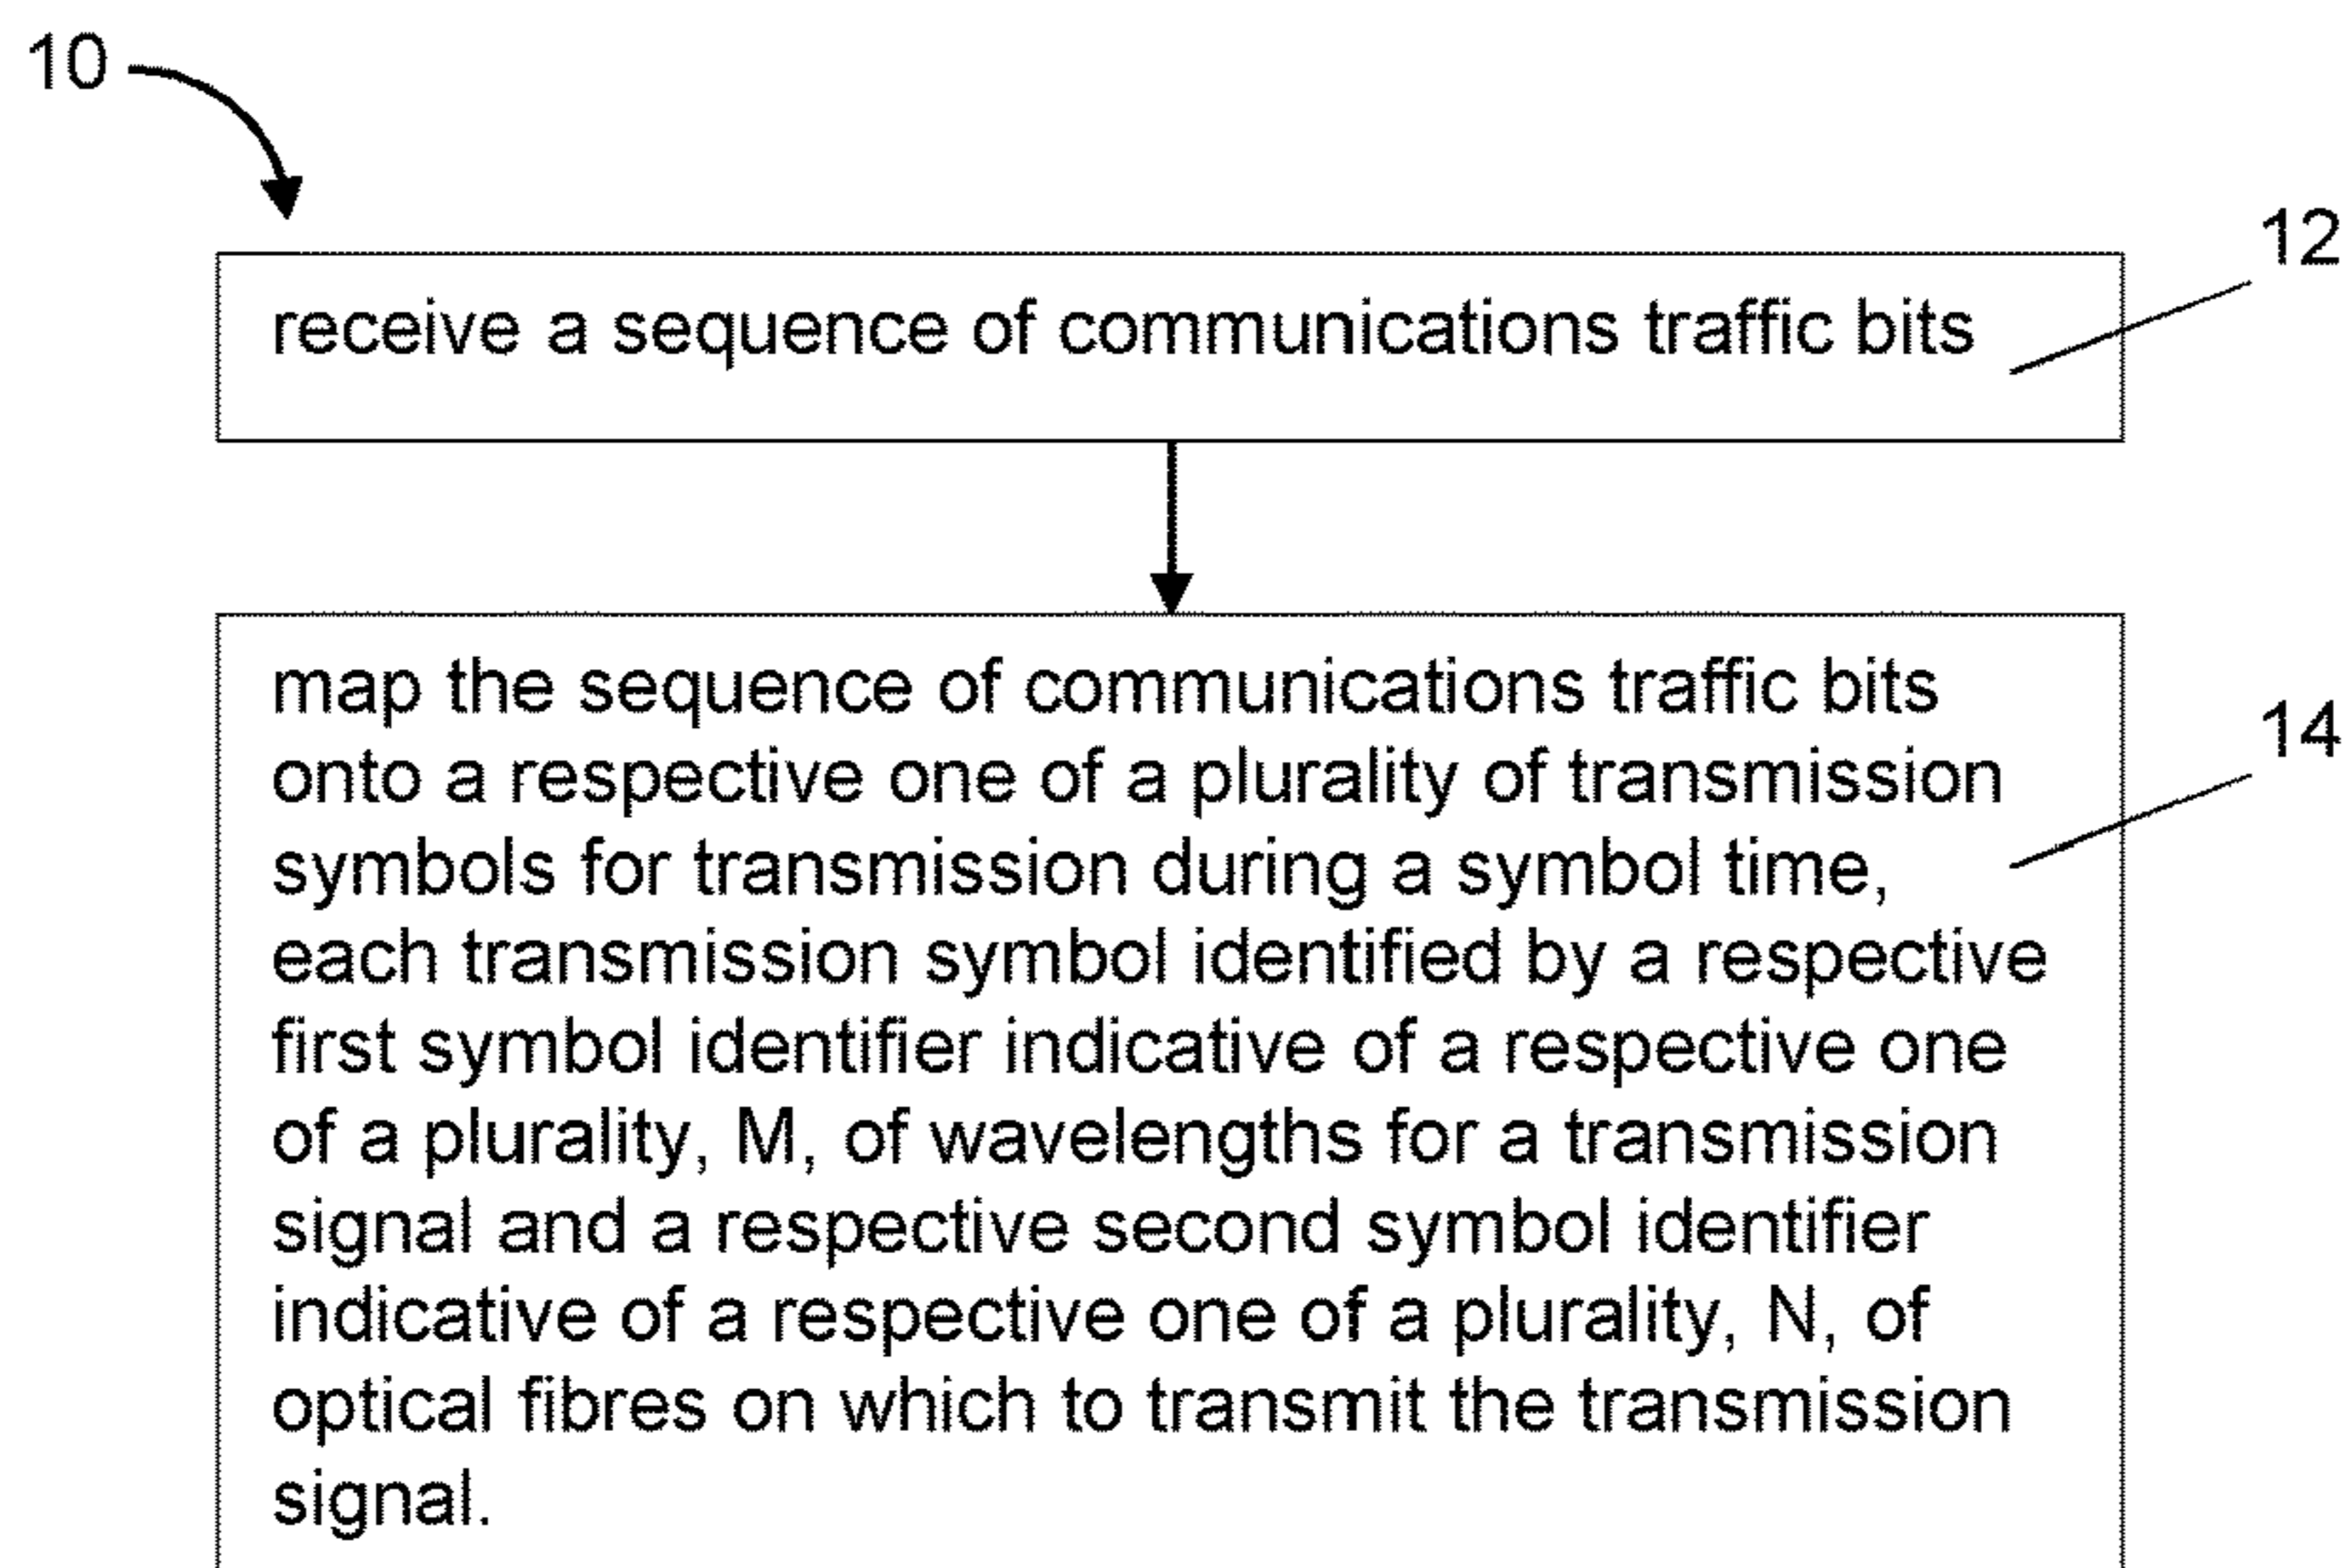 10
12
receive a sequence of communications traffic bits
map the sequence of communications traffic bits
14
onto a respective one of a plurality of transmission
symbols for transmission during a symbol time,
each transmission symbol identified by a respective
first symbol identifier indicative of a respective one
of a plurality, M, of wavelengths for a transmission
signal and a respective second symbol identifier
indicative of a respective one of a plurality, N, of
optical fibres on which to transmit the transmission
signal.